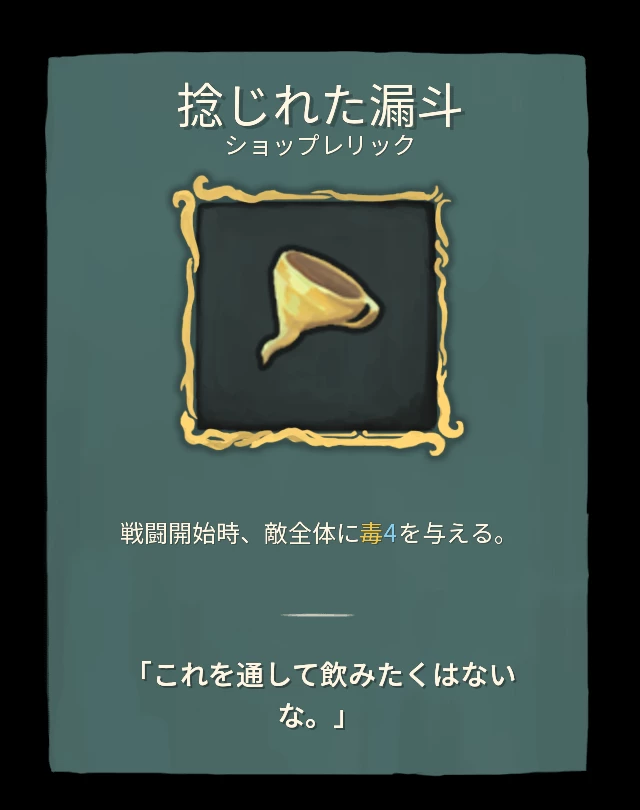 捻じれた漏斗
ショップレリック
戦闘開始時、敵全体に毒4を与える。
「これを通して飲みたくはない
な。」